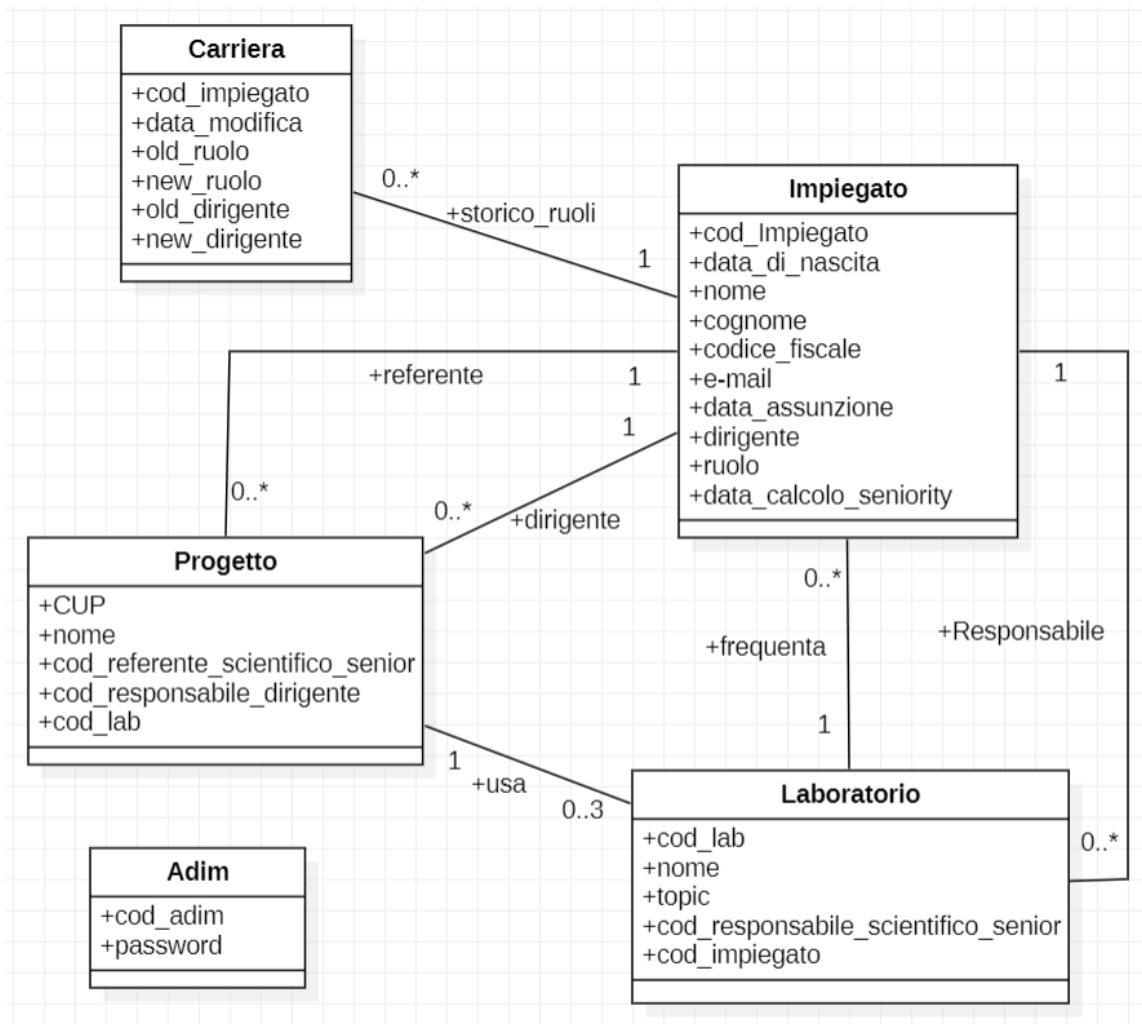 Carriera
+cod_impiegato
+data_modifica
+old_ruolo
+new_ruolo
+old_dirigente
+new_dirigente
0..*
+storico_ruoli
1
Impiegato
+cod_Impiegato
+data_di_nascita
+nome
+cognome
+codice_fiscale
+e-mail
+data_assunzione
+dirigente
+ruolo
+data_calcolo_seniority
+referente
1
0..*
1
0..*
+dirigente
1
Progetto
+CUP
+nome
+cod_referente_scientifico_senior
+cod_responsabile_dirigente
+cod_lab
0..*
+frequenta
1
+Responsabile
0..*
1
+usa
0..3
Laboratorio
+cod_lab
+nome
+topic
+cod_responsabile_scientifico_senior
+cod_impiegato
Adim
+cod_adim
+password